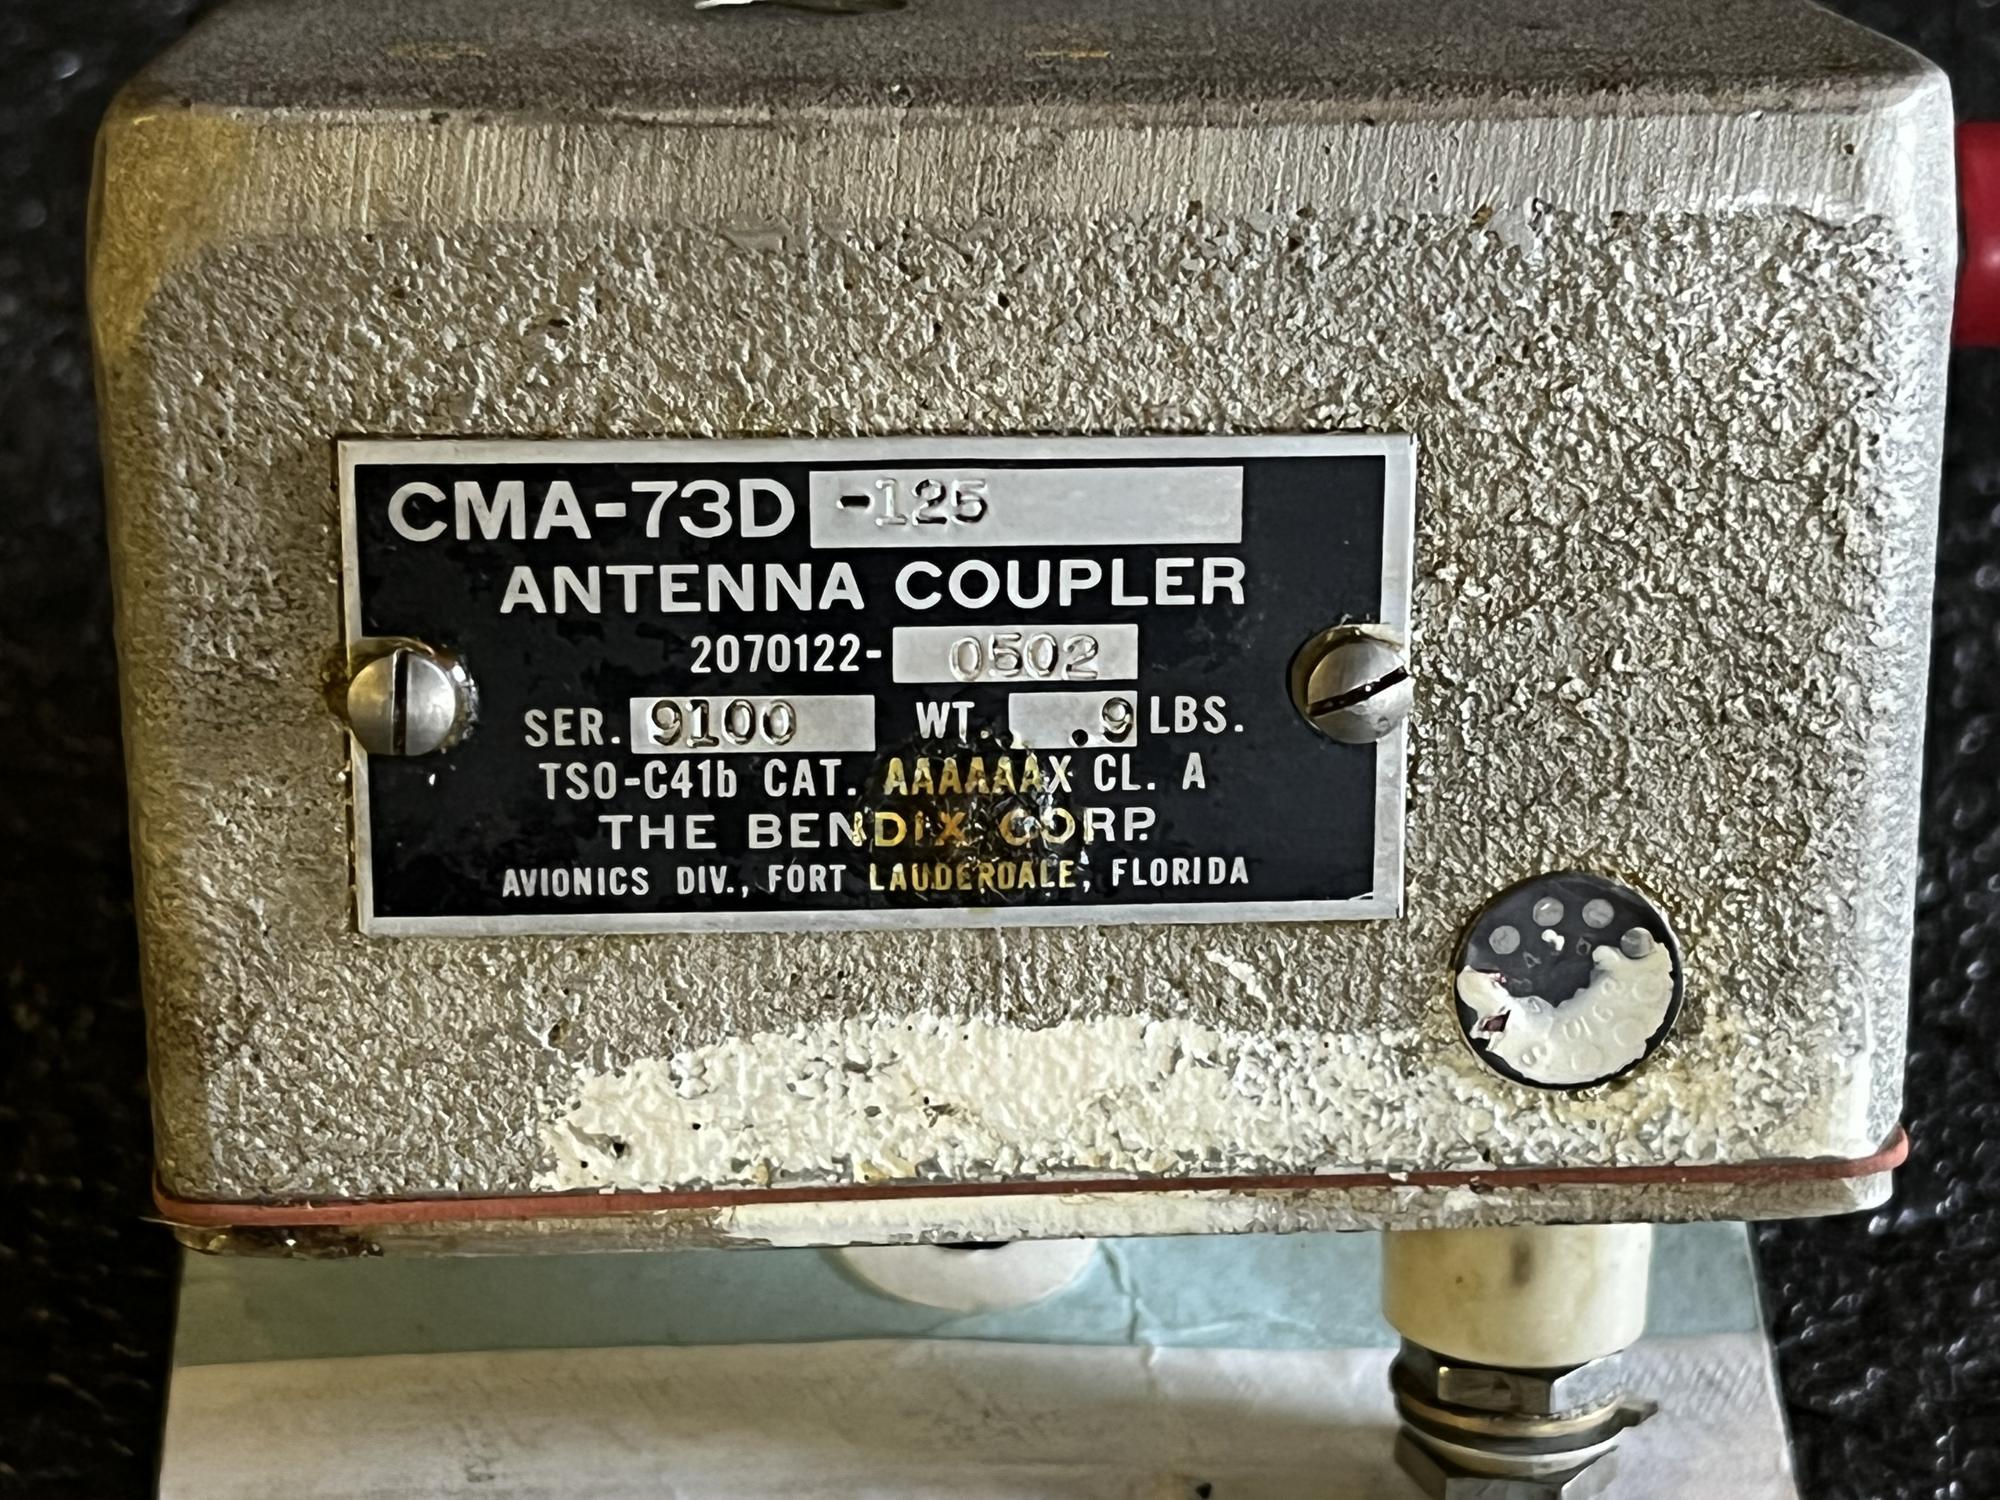 CMA-73D -125
ANTENNA COUPLER
2070122- 0502
SER. 9100 WT. .9 LBS.
TSO-C41b CAT. AAAAAAX CL. A
THE BENDIX CORP.
AVIONICS DIV., FORT LAUDERDALE, FLORIDA